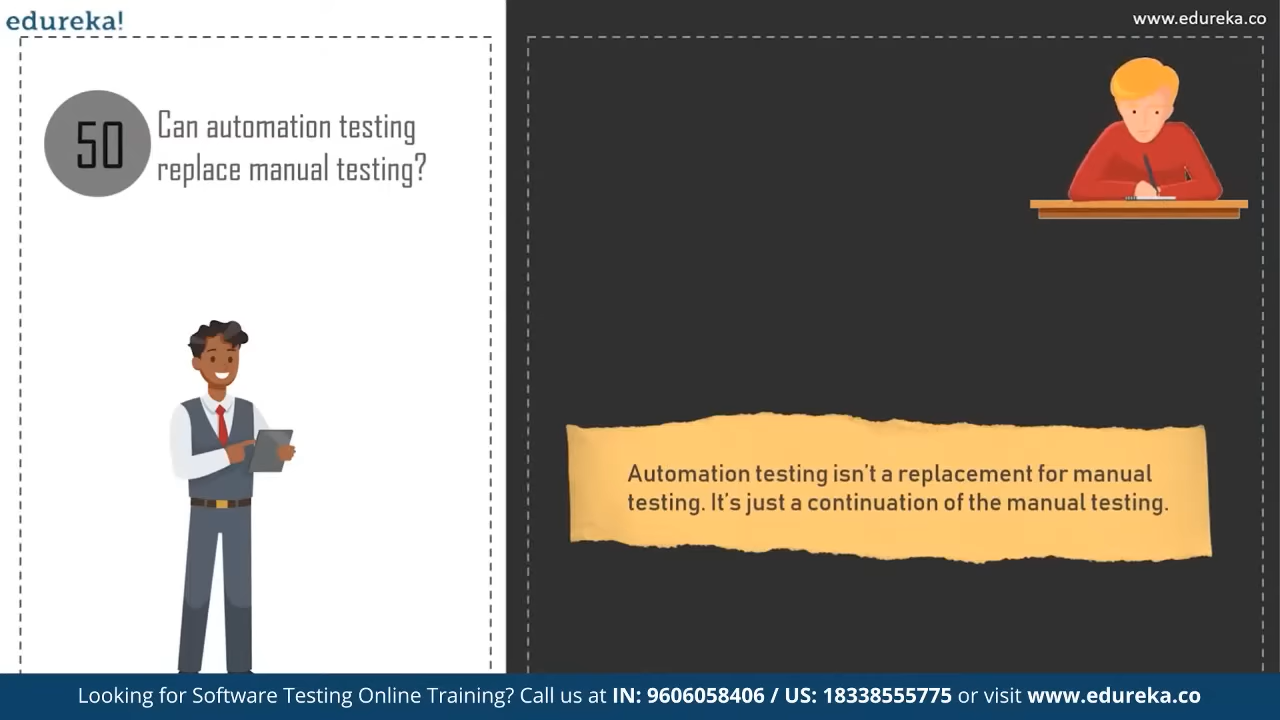 edureka!
www.edureka.co
50
Can automation testing
replace manual testing?
Automation testing isn't a replacement for manual
testing. It's just a continuation of the manual testing.
Looking for Software Testing Online Training? Call us at IN: 9606058406 / US: 18338555775 or visit www.edureka.co